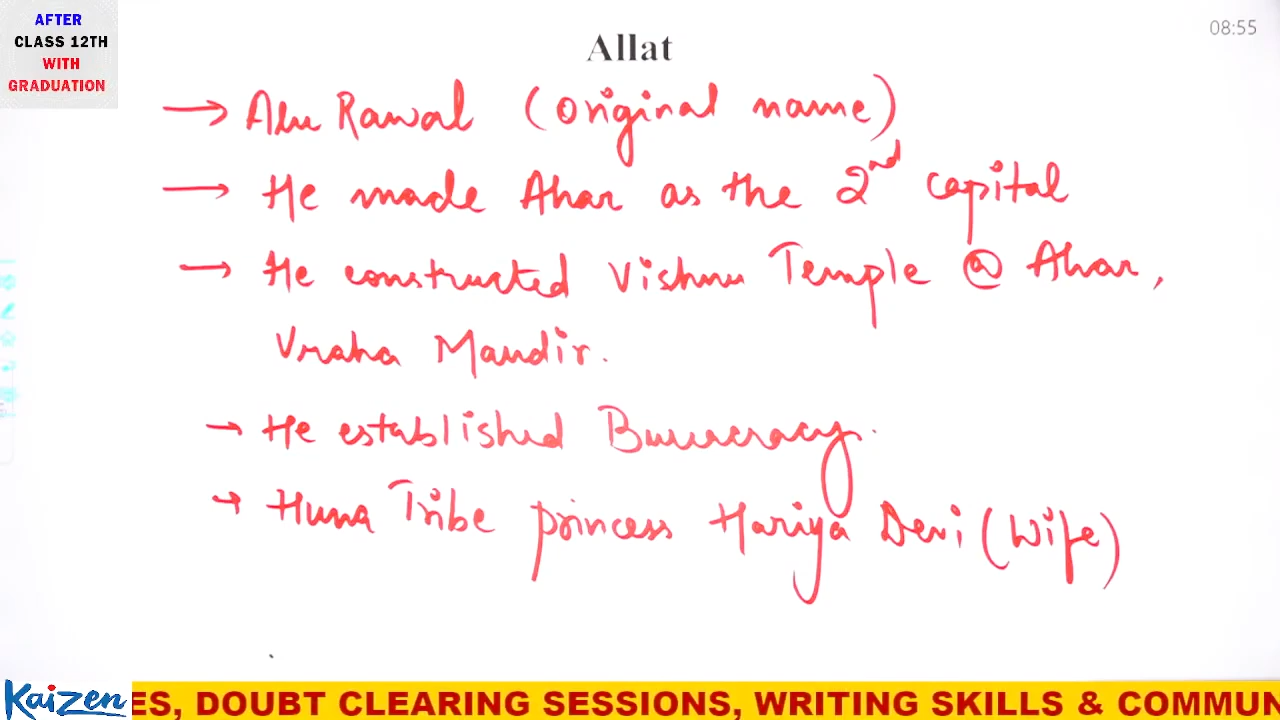 AFTER
CLASS 12TH
WITH
GRADUATION
08:55
Allat
→ Alu Rawal (Original name)
→ He made Ahar as the 2nd capital
→ He constructed Vishnu Temple @ Ahar,
Vraha Mandir.
→ He established Buraucracy.
→ Huna Tribe princess Hariya Devi (Wife)
Kaizen
ES, DOUBT CLEARING SESSIONS, WRITING SKILLS & COMMUN